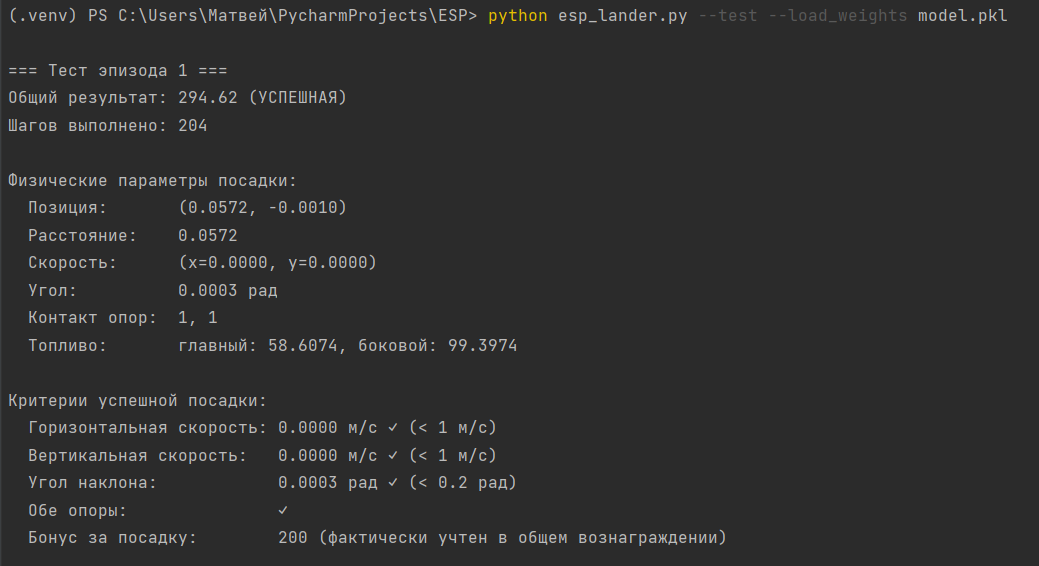 (.venv) PS C:\Users\Матвей\PycharmProjects\ESP> python esp_lander.py --test --load_weights model.pkl
=== Тест эпизода 1 ===
Общий результат: 294.62 (УСПЕШНАЯ)
Шагов выполнено: 204
Физические параметры посадки:
Позиция: (0.0572, -0.0010)
Расстояние: 0.0572
Скорость: (x=0.0000, y=0.0000)
Угол: 0.0003 рад
Контакт опор: 1, 1
Топливо: главный: 58.6074, боковой: 99.3974
Критерии успешной посадки:
Горизонтальная скорость: 0.0000 м/с ✓ (< 1 м/с)
Вертикальная скорость: 0.0000 м/с ✓ (< 1 м/с)
Угол наклона: 0.0003 рад ✓ (< 0.2 рад)
Обе опоры: ✓
Бонус за посадку: 200 (фактически учтен в общем вознаграждении)